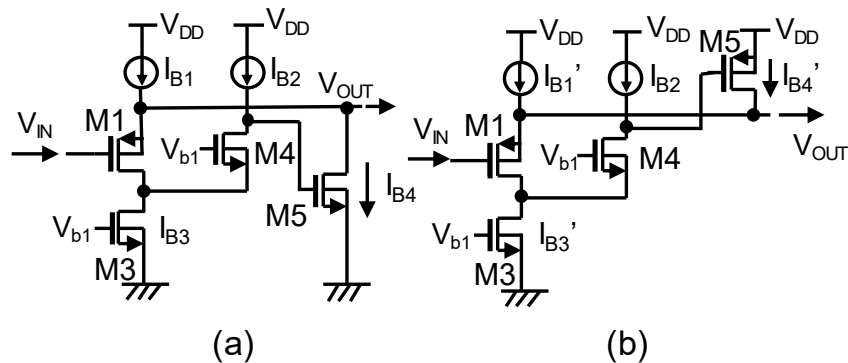 V_DD V_DD
I_B1 I_B2
V_OUT
V_IN M1
V_b1 M4
M5 I_B4
V_b1 I_B3
M3
(a)
V_DD V_DD M5 V_DD
I_B1' I_B2 I_B4'
V_IN M1
V_OUT
V_b1 M4
V_b1 I_B3'
M3
(b)